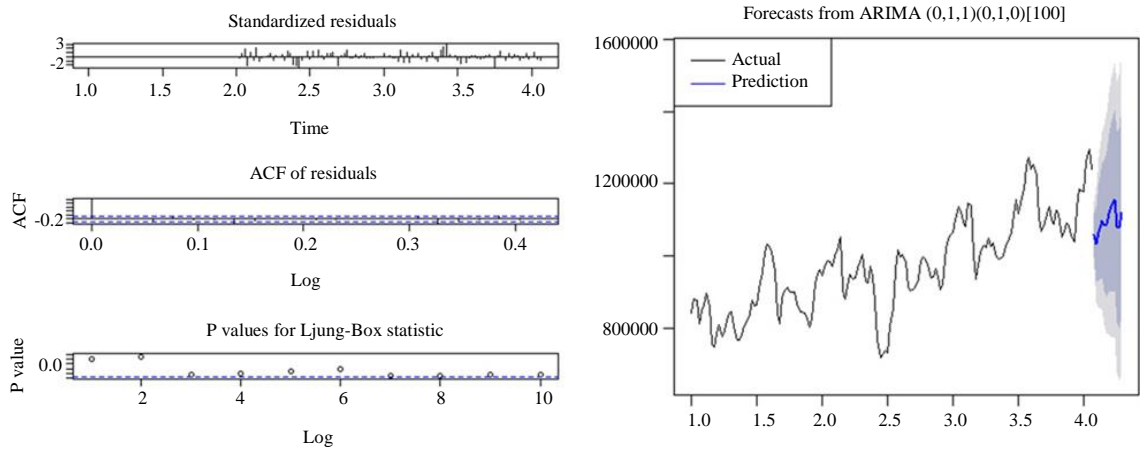 Standardized residuals
3
-2
1.0 1.5 2.0 2.5 3.0 3.5 4.0
Time
ACF of residuals
ACF
-0.2
0.0 0.1 0.2 0.3 0.4
Log
P values for Ljung-Box statistic
P value
0.0
2 4 6 8 10
Log
Forecasts from ARIMA (0,1,1)(0,1,0)[100]
1600000
Actual
Prediction
1200000
800000
1.0 1.5 2.0 2.5 3.0 3.5 4.0